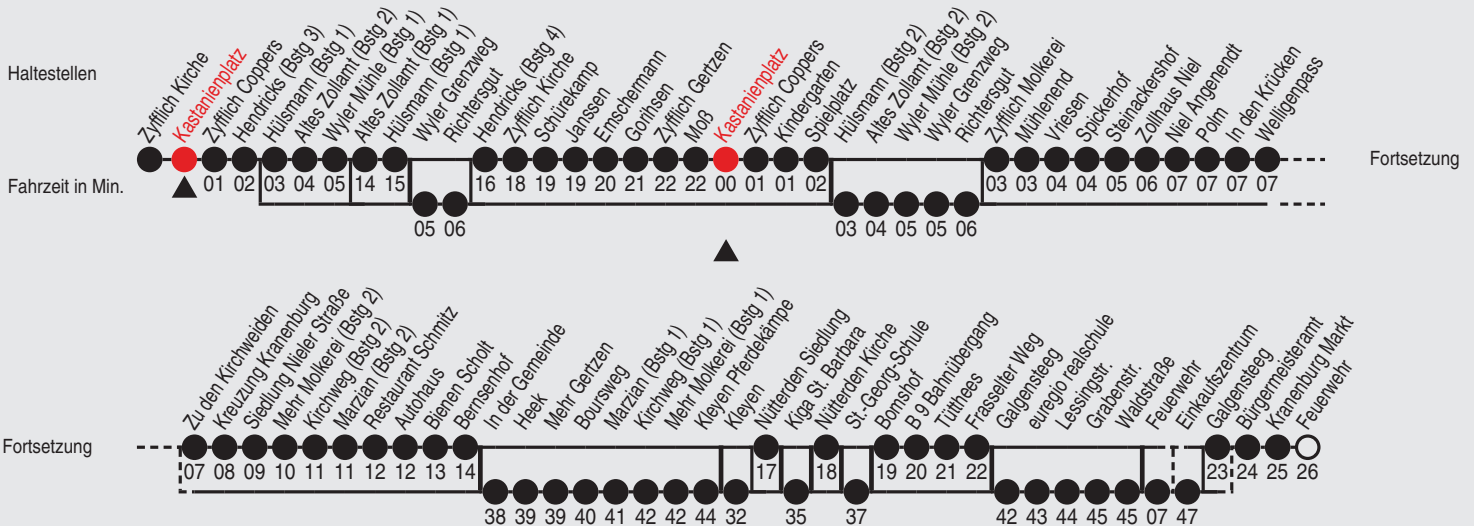 Haltestellen
Zyfflich Kirche
Kastanienplatz
Zyfflich Coppers
Hendricks (Bstg 3)
Hülsmann (Bstg 1)
Altes Zollamt (Bstg 2)
Wyler Mühle (Bstg 1)
Altes Zollamt (Bstg 1)
Hülsmann (Bstg 1)
Wyler Grenzweg
Richtersgut
Hendricks (Bstg 4)
Zyfflich Kirche
Schürekamp
Janssen
Emschermann
Gorihsen
Zyfflich Gertzen
Moß
Kastanienplatz
Zyfflich Coppers
Kindergarten
Spielplatz
Hülsmann (Bstg 2)
Altes Zollamt (Bstg 2)
Wyler Mühle (Bstg 2)
Wyler Grenzweg
Richtersgut
Zyfflich Molkerei
Mühlenend
Vriesen
Spickerhof
Steinackershof
Zollhaus Niel
Niel Angenendt
Polm
In den Krücken
Welligenpass
Fortsetzung
Fahrzeit in Min.
01 02 03 04 05 14 15 16 18 19 19 20 21 22 22 00 01 01 02 03 03 04 04 05 06 07 07 07 07
05 06 03 04 05 05 06
Fortsetzung
Zu den Kirchweiden
Kreuzung Kranenburg
Siedlung Nieler Straße
Mehr Molkerei (Bstg 2)
Kirchweg (Bstg 2)
Marzian (Bstg 2)
Restaurant Schmitz
Autohaus
Bienen Scholt
Bernsenhof
In der Gemeinde
Heek
Mehr Gertzen
Boursweg
Marzian (Bstg 1)
Kirchweg (Bstg 1)
Mehr Molkerei (Bstg 1)
Kleyen Pferdekämpe
Kleyen
Nütterden Siedlung
Kiga St. Barbara
Nütterden Kirche
St.-Georg-Schule
Bomshof
B 9 Bahnübergang
Tütthees
Frasselter Weg
Galgensteeg
euregio realschule
Lessingstr.
Grabenstr.
Waldstraße
Feuerwehr
Einkaufszentrum
Galgensteeg
Bürgermeisteramt
Kranenburg Markt
Feuerwehr
07 08 09 10 11 11 12 12 13 14 17 18 19 20 21 22 23 24 25 26
38 39 39 40 41 42 42 44 32 35 37 42 43 44 45 45 07 47